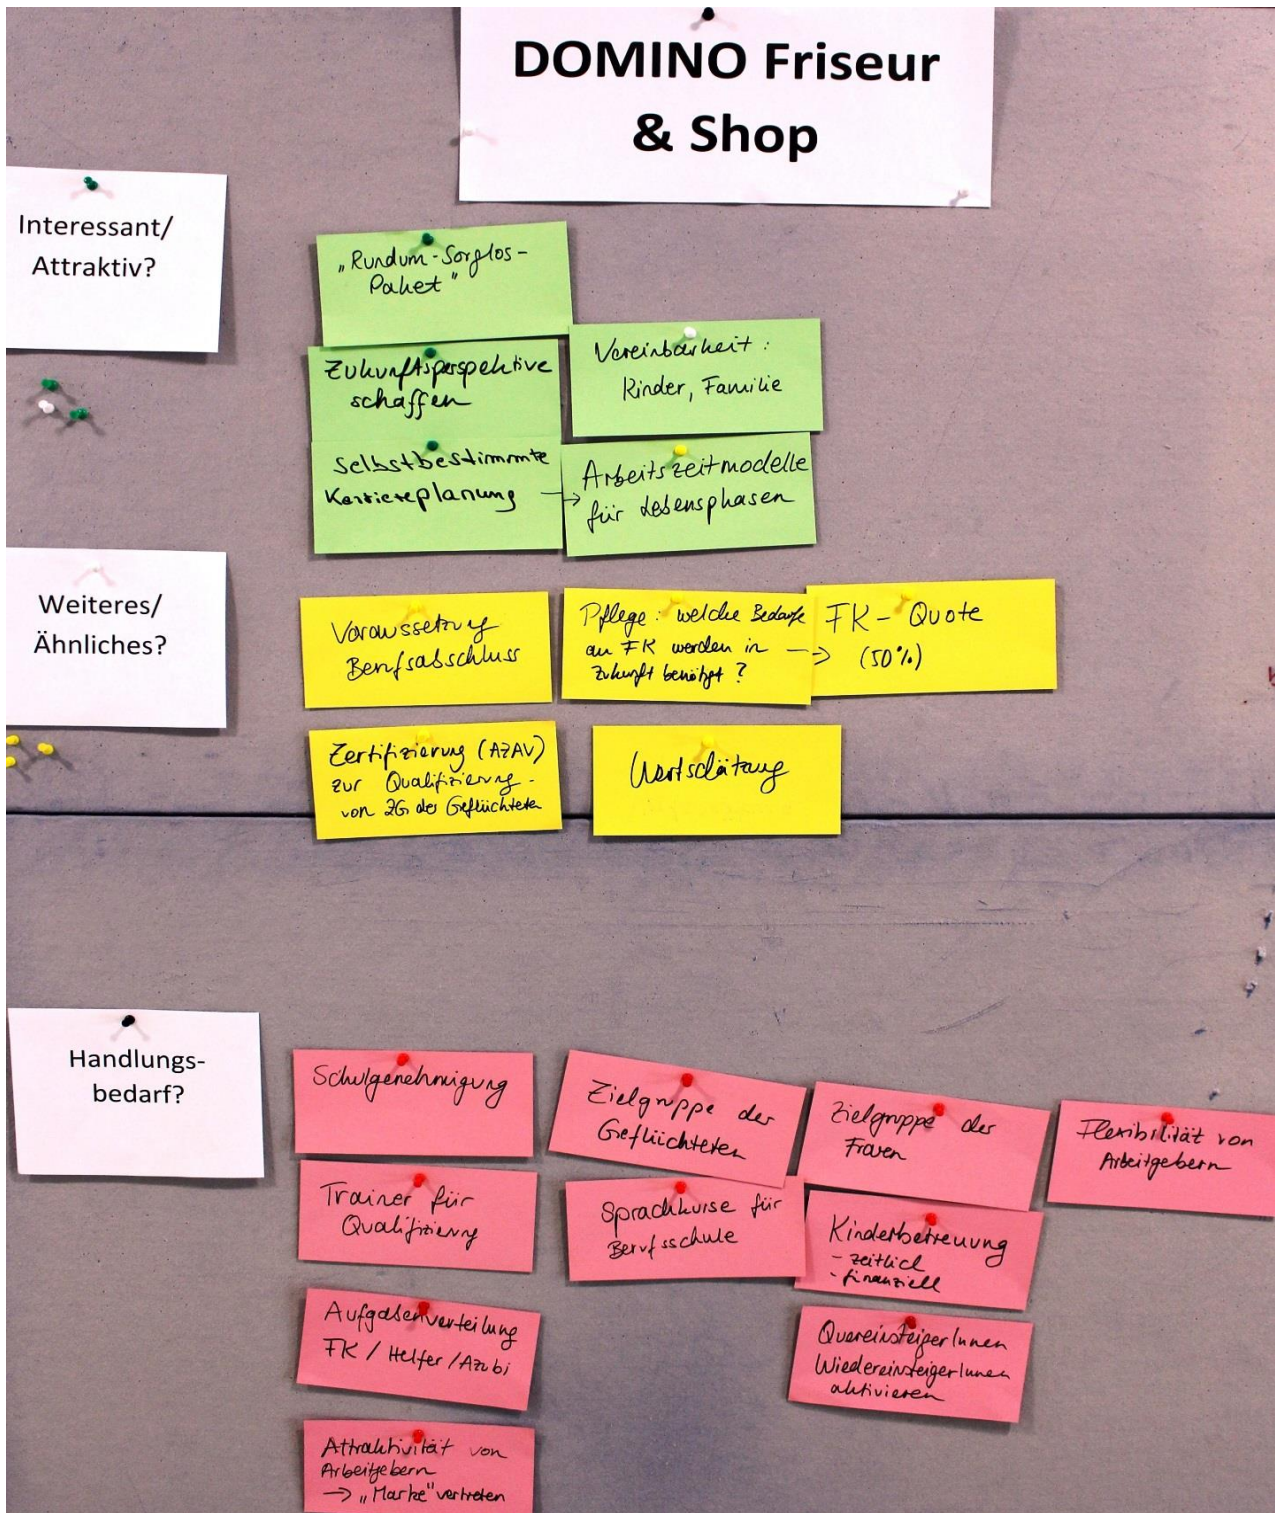 DOMINO Friseur
& Shop
Interessant/
Attraktiv?
„Rundum-Sorglos-
Paket"
Zukunftsperspektive
schaffen
Vereinbarkeit:
Kinder, Familie
Selbstbestimmte
Karriereplanung →
Arbeitszeitmodelle
für Lebensphasen
Weiteres/
Ähnliches?
Voraussetzung
Berufsabschluss
Pflege: welche Bedarfe
an FK werden in →
Zukunft benötigt?
FK-Quote
(50%)
Zertifizierung (AZAV)
zur Qualifizierung
von ZG der Geflüchteten
Wertschätzung
Handlungs-
bedarf?
Schulgenehmigung
Trainer für
Qualifizierung
Aufgabenverteilung
FK / Helfer / Azubi
Attraktivität von
Arbeitgebern
→ „Marke" vertreten
Zielgruppe der
Geflüchteten
Sprachkurse für
Berufsschule
Zielgruppe der
Frauen
Kinderbetreuung
- zeitlich
- finanziell
QuereinsteigerInnen
WiedereinsteigerInnen
aktivieren
Flexibilität von
Arbeitgebern